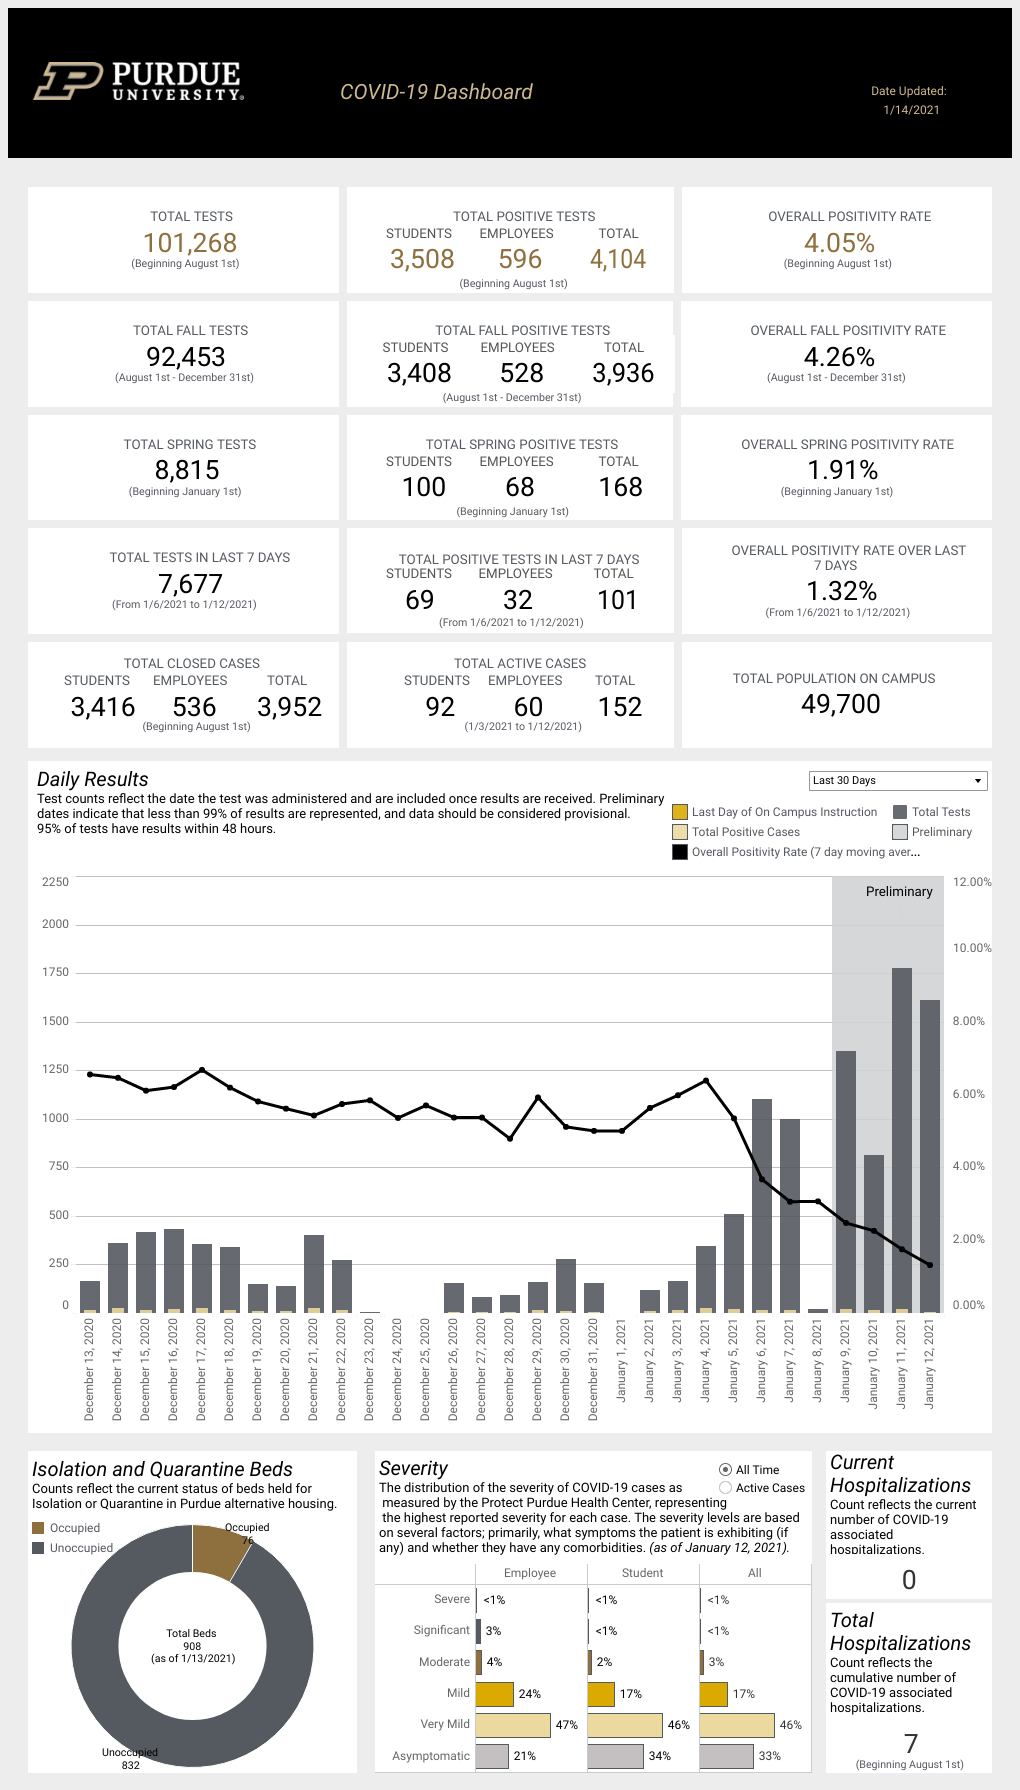 PURDUE
UNIVERSITY®
COVID-19 Dashboard
Date Updated:
1/14/2021
TOTAL TESTS
101,268
(Beginning August 1st)
TOTAL POSITIVE TESTS
STUDENTS EMPLOYEES TOTAL
3,508 596 4,104
(Beginning August 1st)
OVERALL POSITIVITY RATE
4.05%
(Beginning August 1st)
TOTAL FALL TESTS
92,453
(August 1st - December 31st)
TOTAL FALL POSITIVE TESTS
STUDENTS EMPLOYEES TOTAL
3,408 528 3,936
(August 1st - December 31st)
OVERALL FALL POSITIVITY RATE
4.26%
(August 1st - December 31st)
TOTAL SPRING TESTS
8,815
(Beginning January 1st)
TOTAL SPRING POSITIVE TESTS
STUDENTS EMPLOYEES TOTAL
100 68 168
(Beginning January 1st)
OVERALL SPRING POSITIVITY RATE
1.91%
(Beginning January 1st)
TOTAL TESTS IN LAST 7 DAYS
7,677
(From 1/6/2021 to 1/12/2021)
TOTAL POSITIVE TESTS IN LAST 7 DAYS
STUDENTS EMPLOYEES TOTAL
69 32 101
(From 1/6/2021 to 1/12/2021)
OVERALL POSITIVITY RATE OVER LAST
7 DAYS
1.32%
(From 1/6/2021 to 1/12/2021)
TOTAL CLOSED CASES
STUDENTS EMPLOYEES TOTAL
3,416 536 3,952
(Beginning August 1st)
TOTAL ACTIVE CASES
STUDENTS EMPLOYEES TOTAL
92 60 152
(1/3/2021 to 1/12/2021)
TOTAL POPULATION ON CAMPUS
49,700
Daily Results
Test counts reflect the date the test was administered and are included once results are received. Preliminary
dates indicate that less than 99% of results are represented, and data should be considered provisional.
95% of tests have results within 48 hours.
Last 30 Days
Last Day of On Campus Instruction Total Tests
Total Positive Cases Preliminary
Overall Positivity Rate (7 day moving aver...
2250
2000
1750
1500
1250
1000
750
500
250
0
Preliminary
12.00%
10.00%
8.00%
6.00%
4.00%
2.00%
0.00%
December 13, 2020
December 14, 2020
December 15, 2020
December 16, 2020
December 17, 2020
December 18, 2020
December 19, 2020
December 20, 2020
December 21, 2020
December 22, 2020
December 23, 2020
December 24, 2020
December 25, 2020
December 26, 2020
December 27, 2020
December 28, 2020
December 29, 2020
December 30, 2020
December 31, 2020
January 1, 2021
January 2, 2021
January 3, 2021
January 4, 2021
January 5, 2021
January 6, 2021
January 7, 2021
January 8, 2021
January 9, 2021
January 10, 2021
January 11, 2021
January 12, 2021
Isolation and Quarantine Beds
Counts reflect the current status of beds held for
Isolation or Quarantine in Purdue alternative housing.
Occupied
Unoccupied
Occupied
76
Total Beds
908
(as of 1/13/2021)
Unoccupied
832
Severity
All Time
Active Cases
The distribution of the severity of COVID-19 cases as
measured by the Protect Purdue Health Center, representing
the highest reported severity for each case. The severity levels are based
on several factors; primarily, what symptoms the patient is exhibiting (if
any) and whether they have any comorbidities. (as of January 12, 2021).
Employee Student All
Severe <1% <1% <1%
Significant 3% <1% <1%
Moderate 4% 2% 3%
Mild 24% 17% 17%
Very Mild 47% 46% 46%
Asymptomatic 21% 34% 33%
Current
Hospitalizations
Count reflects the current
number of COVID-19
associated
hospitalizations.
0
Total
Hospitalizations
Count reflects the
cumulative number of
COVID-19 associated
hospitalizations.
7
(Beginning August 1st)